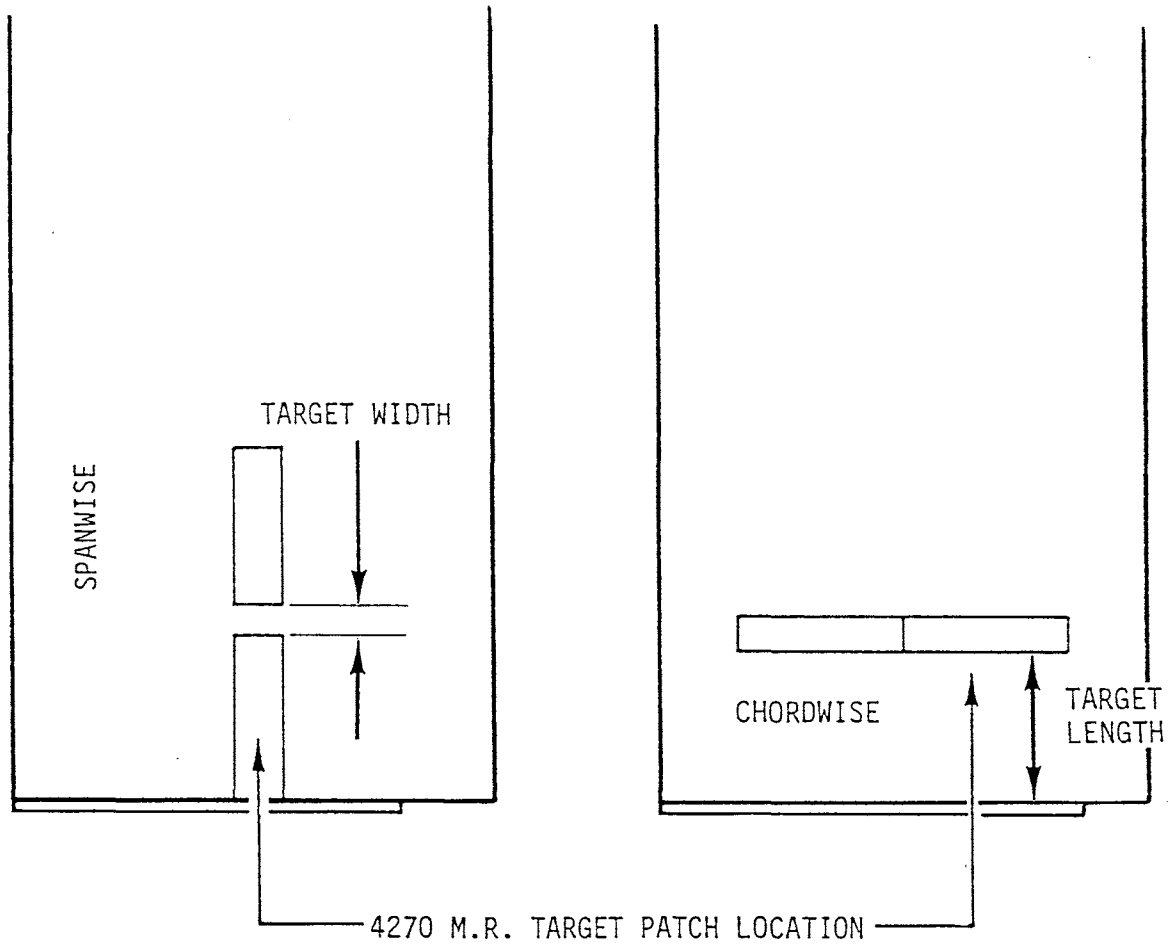 TARGET WIDTH
SPANWISE
CHORDWISE
TARGET
LENGTH
4270 M.R. TARGET PATCH LOCATION